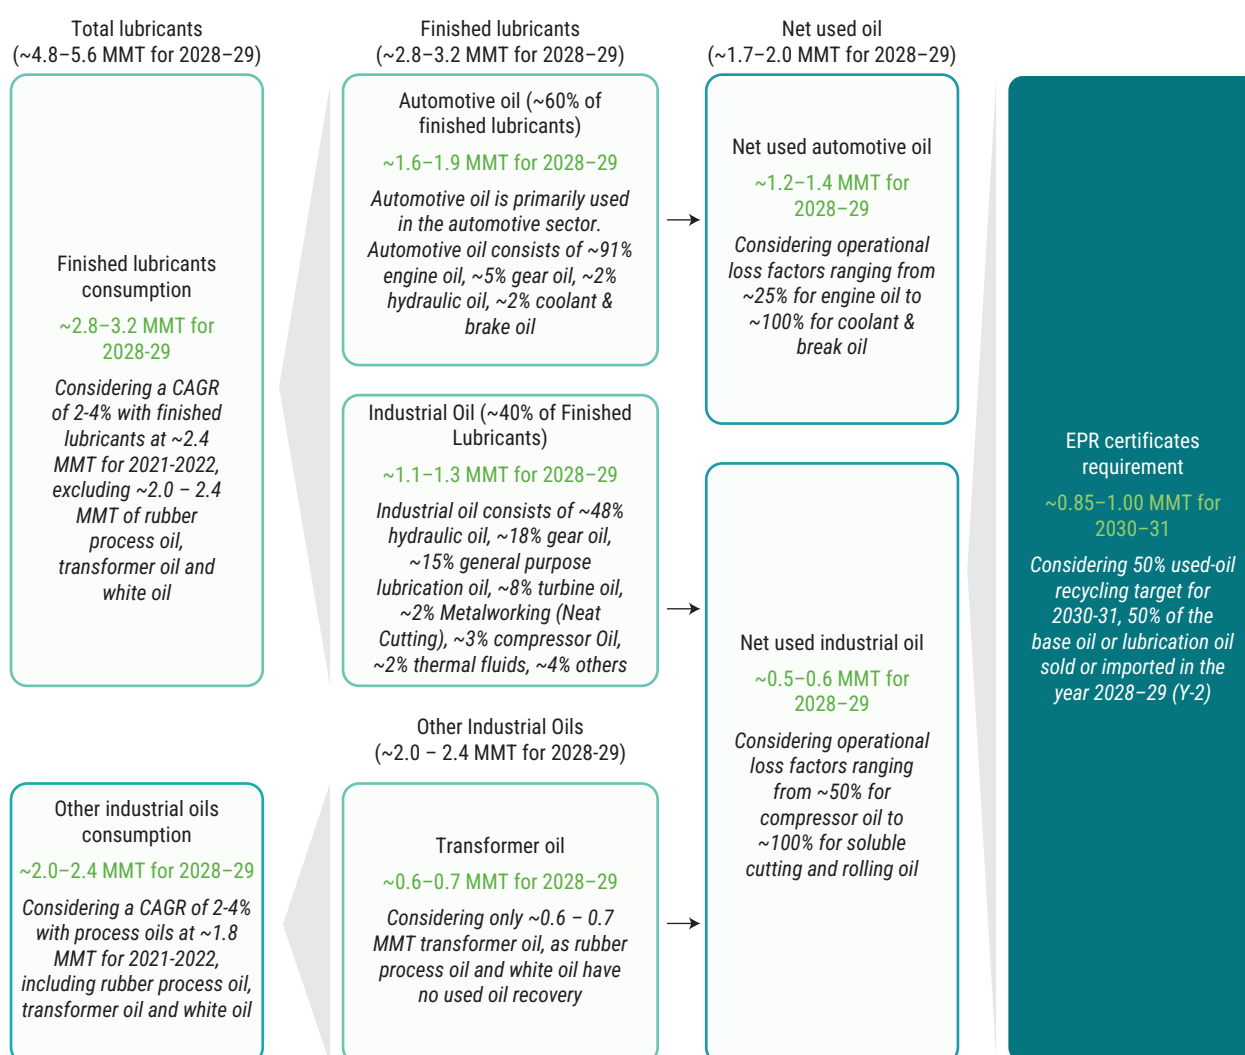 Total lubricants
(~4.8–5.6 MMT for 2028–29)
Finished lubricants
consumption
~2.8–3.2 MMT for
2028-29
Considering a CAGR
of 2-4% with finished
lubricants at ~2.4
MMT for 2021-2022,
excluding ~2.0 – 2.4
MMT of rubber
process oil,
transformer oil and
white oil
Other industrial oils
consumption
~2.0–2.4 MMT for 2028–29
Considering a CAGR of 2-4%
with process oils at ~1.8
MMT for 2021-2022,
including rubber process oil,
transformer oil and white oil
Finished lubricants
(~2.8–3.2 MMT for 2028–29)
Automotive oil (~60% of
finished lubricants)
~1.6–1.9 MMT for 2028–29
Automotive oil is primarily used
in the automotive sector.
Automotive oil consists of ~91%
engine oil, ~5% gear oil, ~2%
hydraulic oil, ~2% coolant &
brake oil
Industrial Oil (~40% of Finished
Lubricants)
~1.1–1.3 MMT for 2028–29
Industrial oil consists of ~48%
hydraulic oil, ~18% gear oil,
~15% general purpose
lubrication oil, ~8% turbine oil,
~2% Metalworking (Neat
Cutting), ~3% compressor Oil,
~2% thermal fluids, ~4% others
Other Industrial Oils
(~2.0 – 2.4 MMT for 2028-29)
Transformer oil
~0.6–0.7 MMT for 2028–29
Considering only ~0.6 – 0.7
MMT transformer oil, as rubber
process oil and white oil have
no used oil recovery
Net used oil
(~1.7–2.0 MMT for 2028–29)
Net used automotive oil
~1.2–1.4 MMT for
2028–29
Considering operational
loss factors ranging from
~25% for engine oil to
~100% for coolant &
break oil
Net used industrial oil
~0.5–0.6 MMT for
2028–29
Considering operational
loss factors ranging
from ~50% for
compressor oil to
~100% for soluble
cutting and rolling oil
EPR certificates
requirement
~0.85–1.00 MMT for
2030–31
Considering 50% used-oil
recycling target for
2030-31, 50% of the
base oil or lubrication oil
sold or imported in the
year 2028–29 (Y-2)